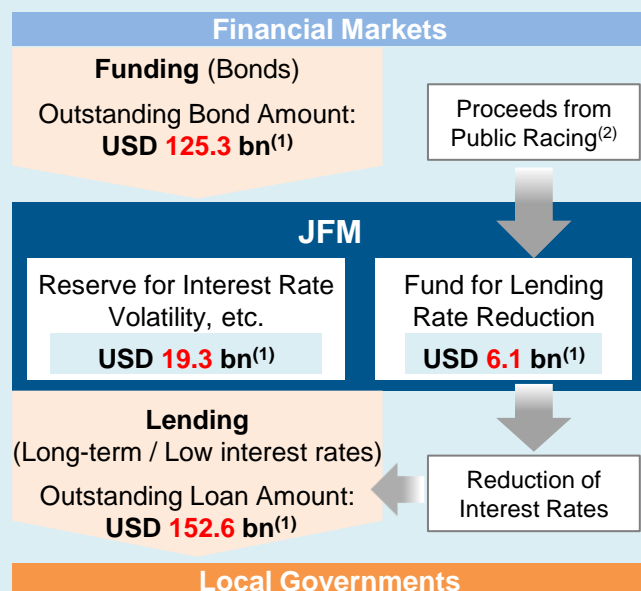 Financial Markets
Funding (Bonds)
Outstanding Bond Amount:
USD 125.3 bn(1)
Proceeds from
Public Racing(2)
JFM
Reserve for Interest Rate
Volatility, etc.
USD 19.3 bn(1)
Fund for Lending
Rate Reduction
USD 6.1 bn(1)
Lending
(Long-term / Low interest rates)
Outstanding Loan Amount:
USD 152.6 bn(1)
Reduction of
Interest Rates
Local Governments